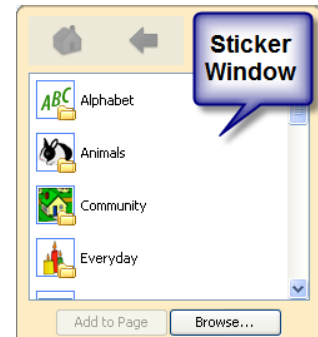 Sticker
Window
ABC Alphabet
Animals
Community
Everyday
Add to Page Browse...